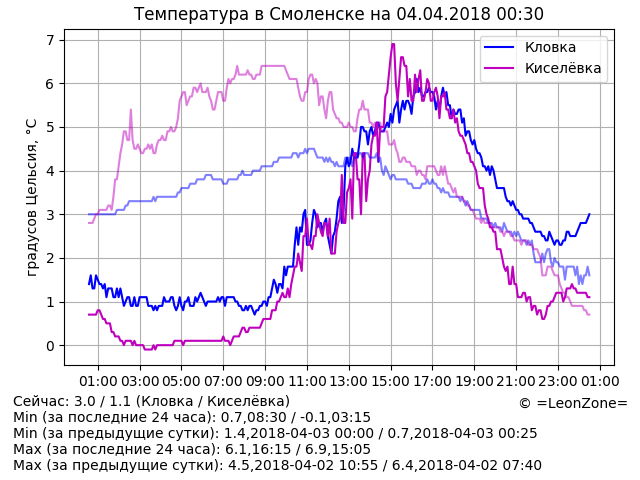 Температура в Смоленске на 04.04.2018 00:30
градусов Цельсия, °C
7
6
5
4
3
2
1
0
Кловка
Киселёвка
01:00 03:00 05:00 07:00 09:00 11:00 13:00 15:00 17:00 19:00 21:00 23:00 01:00
Сейчас: 3.0 / 1.1 (Кловка / Киселёвка)
© =LeonZone=
Min (за последние 24 часа): 0.7,08:30 / -0.1,03:15
Min (за предыдущие сутки): 1.4,2018-04-03 00:00 / 0.7,2018-04-03 00:25
Max (за последние 24 часа): 6.1,16:15 / 6.9,15:05
Max (за предыдущие сутки): 4.5,2018-04-02 10:55 / 6.4,2018-04-02 07:40